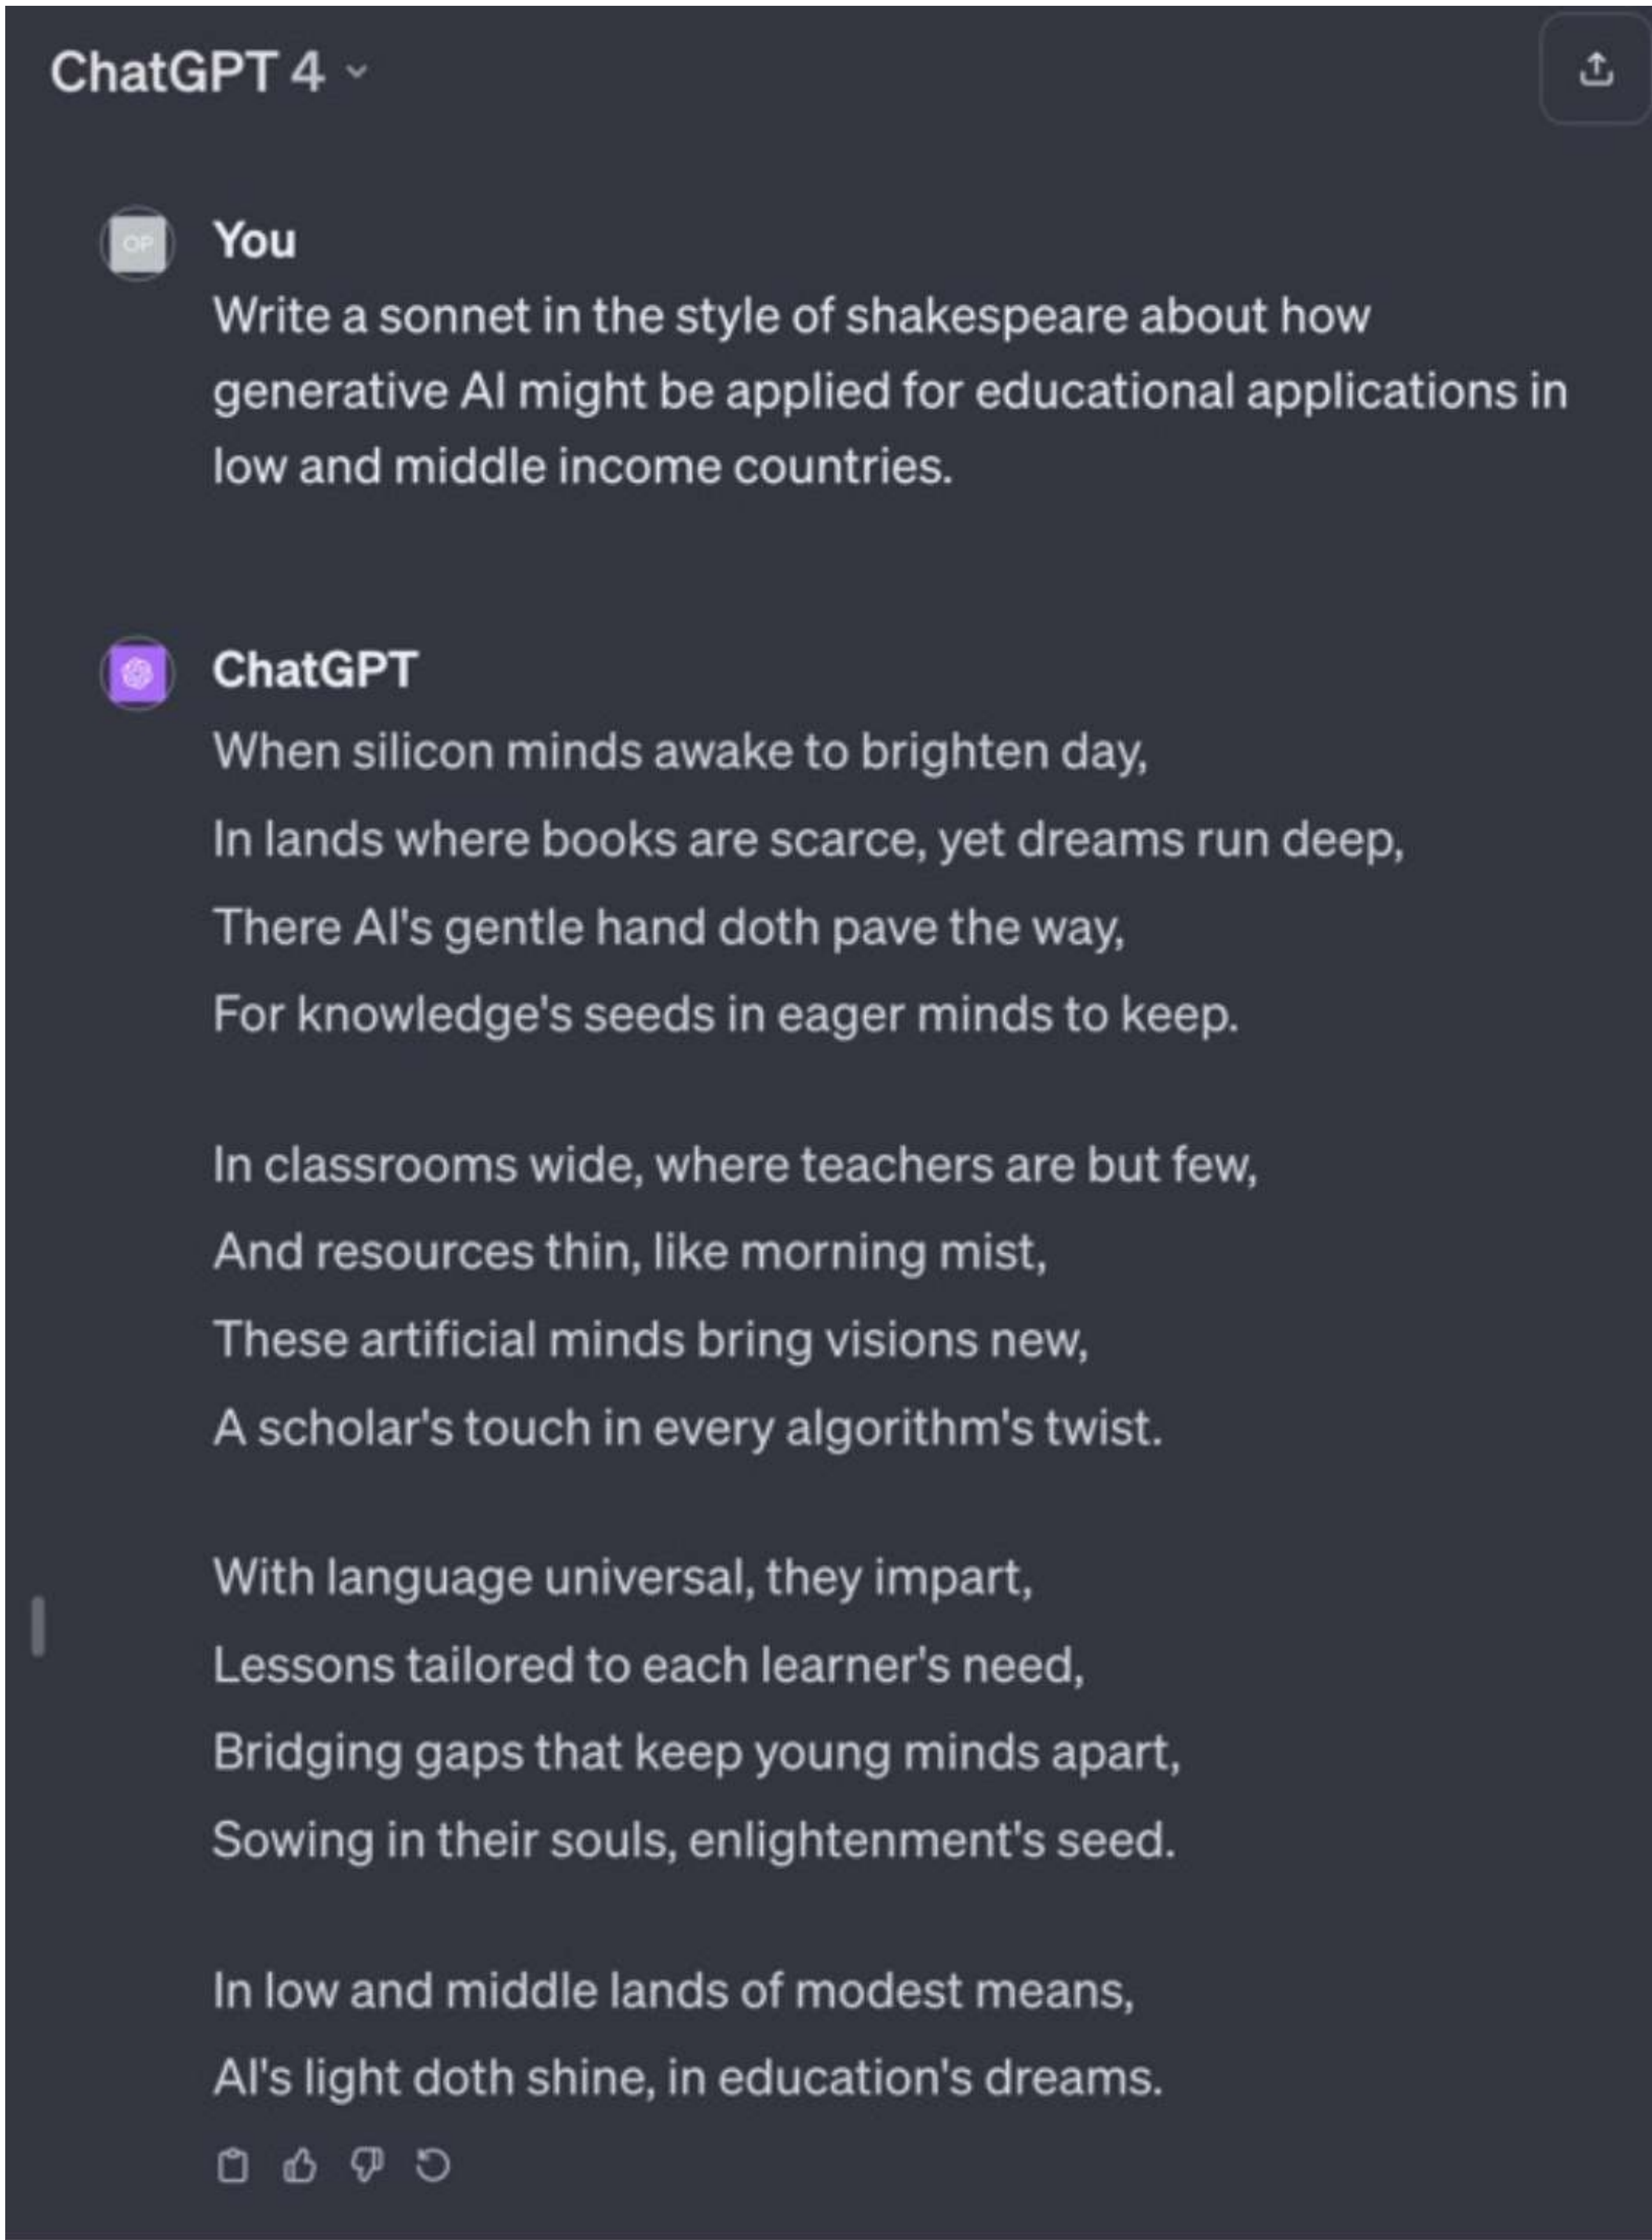 ChatGPT 4
OP
You
Write a sonnet in the style of shakespeare about how
generative AI might be applied for educational applications in
low and middle income countries.
ChatGPT
When silicon minds awake to brighten day,
In lands where books are scarce, yet dreams run deep,
There AI's gentle hand doth pave the way,
For knowledge's seeds in eager minds to keep.
In classrooms wide, where teachers are but few,
And resources thin, like morning mist,
These artificial minds bring visions new,
A scholar's touch in every algorithm's twist.
With language universal, they impart,
Lessons tailored to each learner's need,
Bridging gaps that keep young minds apart,
Sowing in their souls, enlightenment's seed.
In low and middle lands of modest means,
AI's light doth shine, in education's dreams.